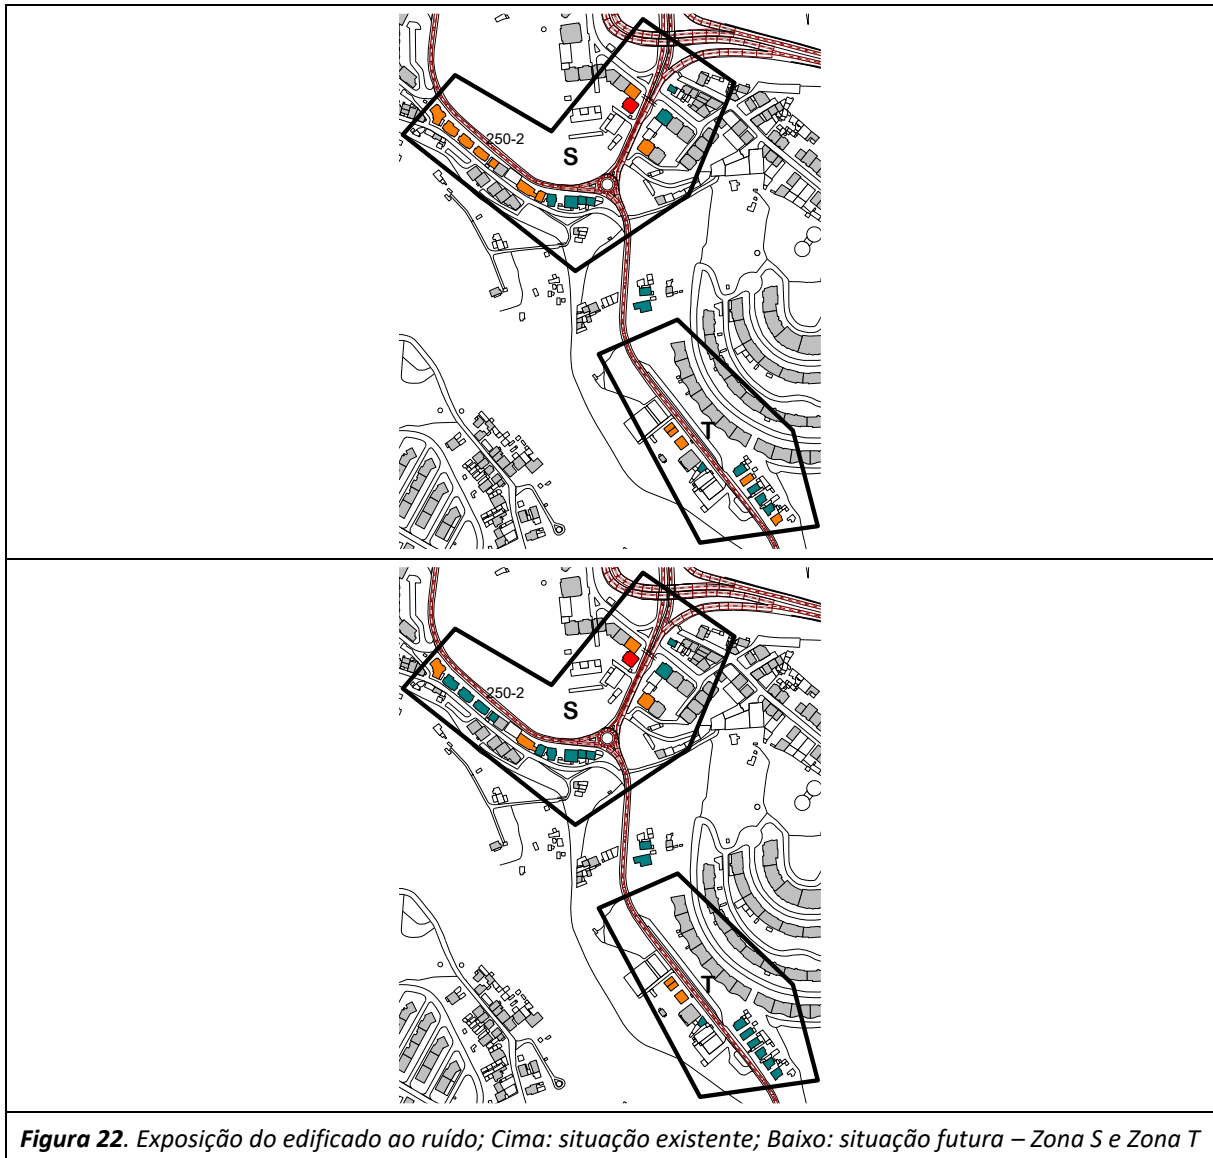 250-2
S
T
250-2
S
T
Figura 22. Exposição do edificado ao ruído; Cima: situação existente; Baixo: situação futura – Zona S e Zona T